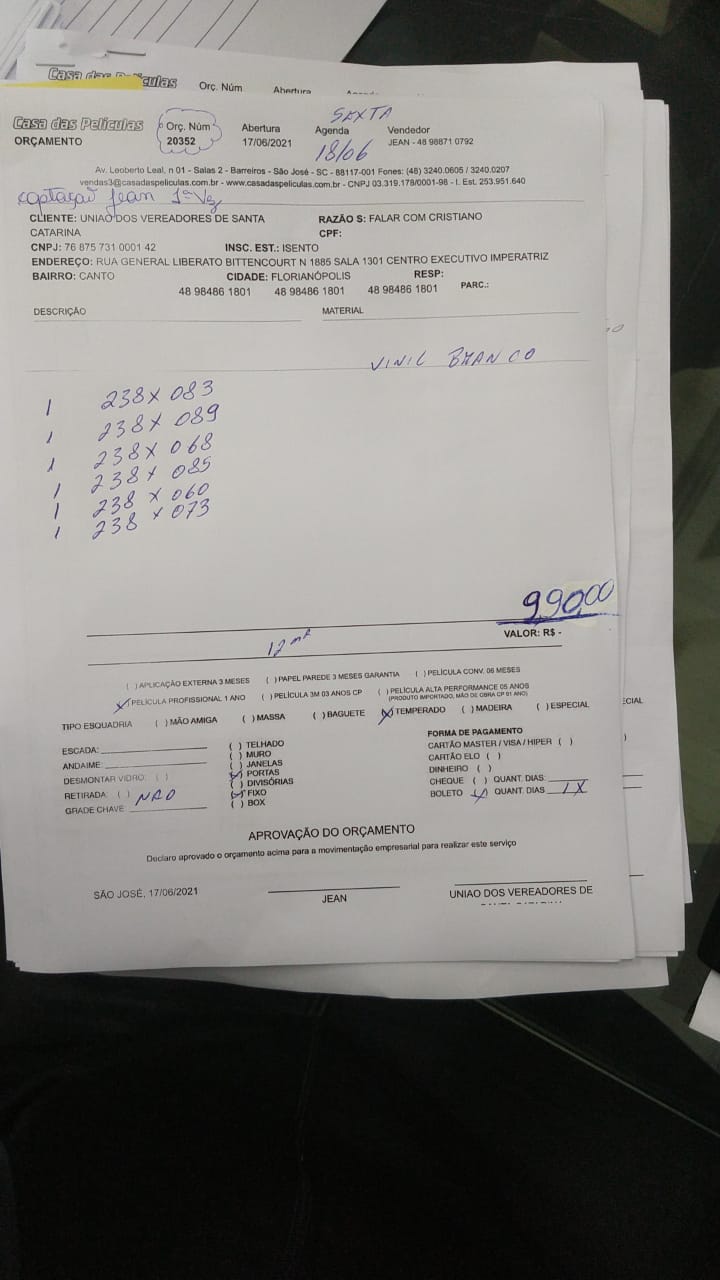 Casa das Películas Orç. Núm Abertura
Casa das Películas
ORÇAMENTO
Orç. Núm
20352
Abertura
17/06/2021
SEXTA
Agenda
18/06
Vendedor
JEAN - 48 98871 0792
Av. Leoberto Leal, n 01 - Salas 2 - Barreiros - São José - SC - 88117-001 Fones: (48) 3240.0605 / 3240.0207
vendas3@casadaspeliculas.com.br - www.casadaspeliculas.com.br - CNPJ 03.319.178/0001-98 - I. Est. 253.951.640
captação Jean 1ª Vez
CLIENTE: UNIAO DOS VEREADORES DE SANTA CATARINA
RAZÃO S: FALAR COM CRISTIANO
CPF:
CNPJ: 76 875 731 0001 42 INSC. EST.: ISENTO
ENDEREÇO: RUA GENERAL LIBERATO BITTENCOURT N 1885 SALA 1301 CENTRO EXECUTIVO IMPERATRIZ
BAIRRO: CANTO CIDADE: FLORIANÓPOLIS RESP:
48 98486 1801 48 98486 1801 48 98486 1801 PARC.:
DESCRIÇÃO MATERIAL
VINIL BRANCO
1 238 x 083
1 238 x 089
1 238 x 068
1 238 x 085
1 238 x 060
1 238 x 073
990,00
12 m²
VALOR: R$ -
( ) APLICAÇÃO EXTERNA 3 MESES ( ) PAPEL PAREDE 3 MESES GARANTIA ( ) PELÍCULA CONV. 06 MESES
(x) PELÍCULA PROFISSIONAL 1 ANO ( ) PELÍCULA 3M 03 ANOS CP ( ) PELÍCULA ALTA PERFORMANCE 05 ANOS
(PRODUTO IMPORTADO, MÃO DE OBRA CP 01 ANO)
TIPO ESQUADRIA ( ) MÃO AMIGA ( ) MASSA ( ) BAGUETE (x) TEMPERADO ( ) MADEIRA ( ) ESPECIAL
ESCADA:
ANDAIME:
DESMONTAR VIDRO: ( )
RETIRADA: ( ) NÃO
GRADE CHAVE:
( ) TELHADO
( ) MURO
( ) JANELAS
(x) PORTAS
( ) DIVISÓRIAS
(x) FIXO
( ) BOX
FORMA DE PAGAMENTO
CARTÃO MASTER / VISA / HIPER ( )
CARTÃO ELO ( )
DINHEIRO ( )
CHEQUE ( ) QUANT. DIAS:
BOLETO (x) QUANT. DIAS 1X
APROVAÇÃO DO ORÇAMENTO
Declaro aprovado o orçamento acima para a movimentação empresarial para realizar este serviço
SÃO JOSÉ, 17/06/2021
JEAN
UNIAO DOS VEREADORES DE